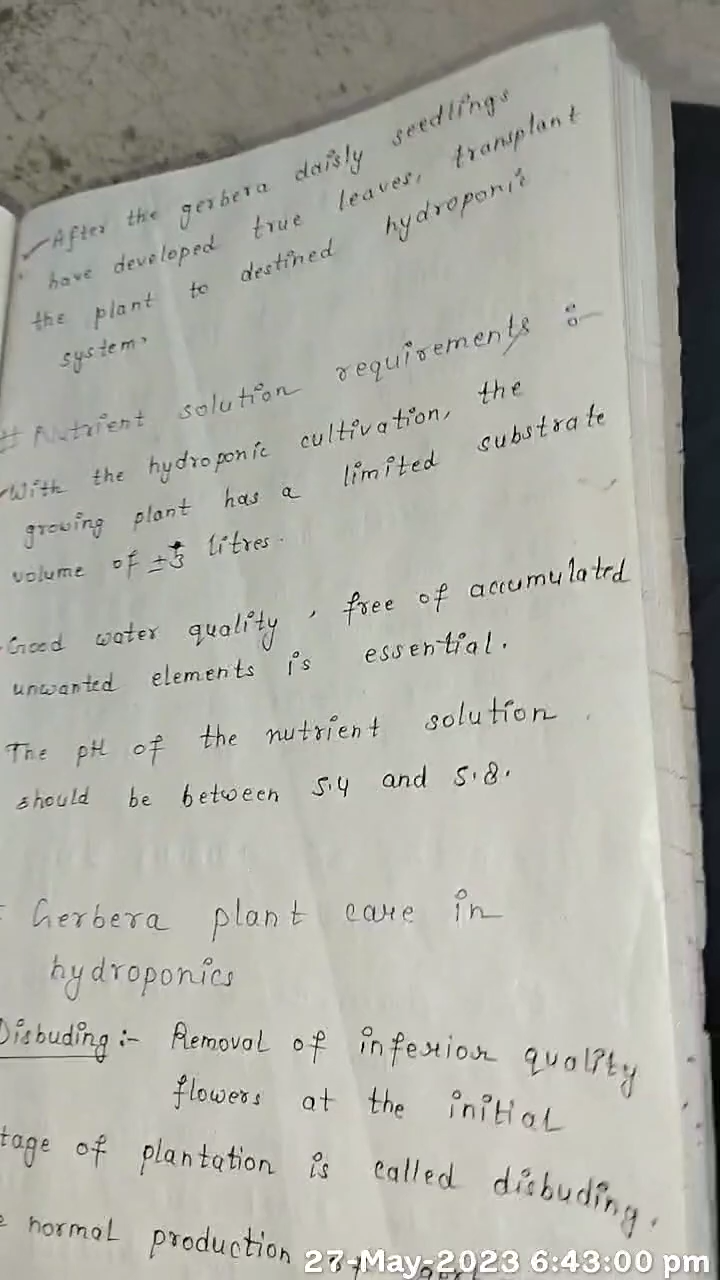 After the gerbera daisly seedlings
have developed true leaves, transplant
the plant to destined hydroponic
system.
# Nutrient solution requirements :-
With the hydroponic cultivation, the
growing plant has a limited substrate
volume of ±3 litres.
Good water quality, free of accumulated
unwanted elements is essential.
The pH of the nutrient solution
should be between 5.4 and 5.8.
Gerbera plant care in
hydroponics
Disbuding :- Removal of inferior quality
flowers at the initial
tage of plantation is called disbuding.
normal production
27-May-2023 6:43:00 pm